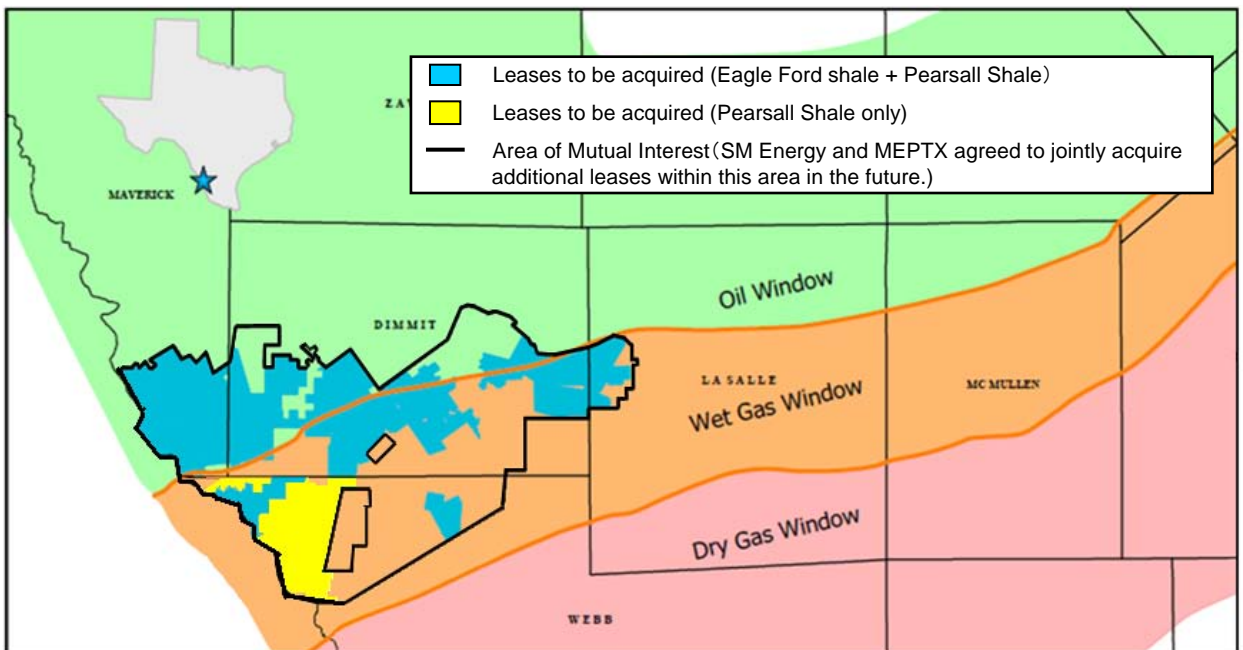 Leases to be acquired (Eagle Ford shale + Pearsall Shale）
Leases to be acquired (Pearsall Shale only)
Area of Mutual Interest（SM Energy and MEPTX agreed to jointly acquire
additional leases within this area in the future.)
ZAV
MAVERICK
DIMMIT
Oil Window
LA SALLE
MC MULLEN
Wet Gas Window
Dry Gas Window
WEBB